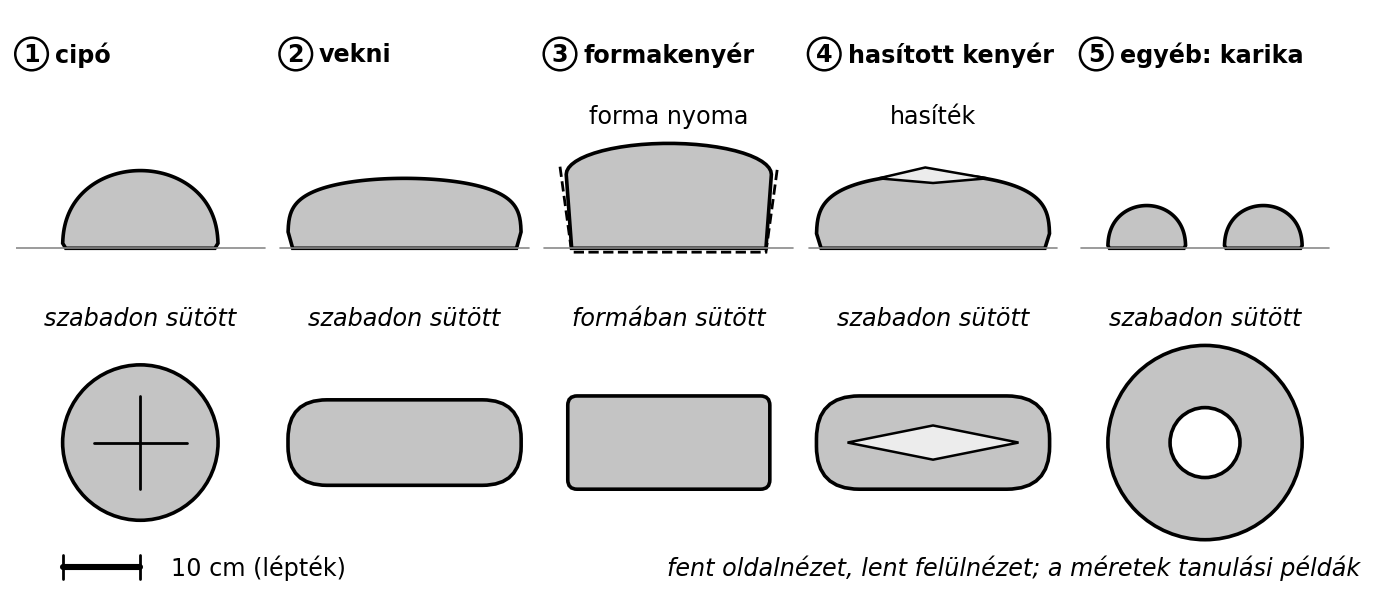 1 cipó
2 vekni
3 formakenyér
4 hasított kenyér
5 egyéb: karika
forma nyoma
hasíték
szabadon sütött
szabadon sütött
formában sütött
szabadon sütött
szabadon sütött
10 cm (lépték)
fent oldalnézet, lent felülnézet; a méretek tanulási példák